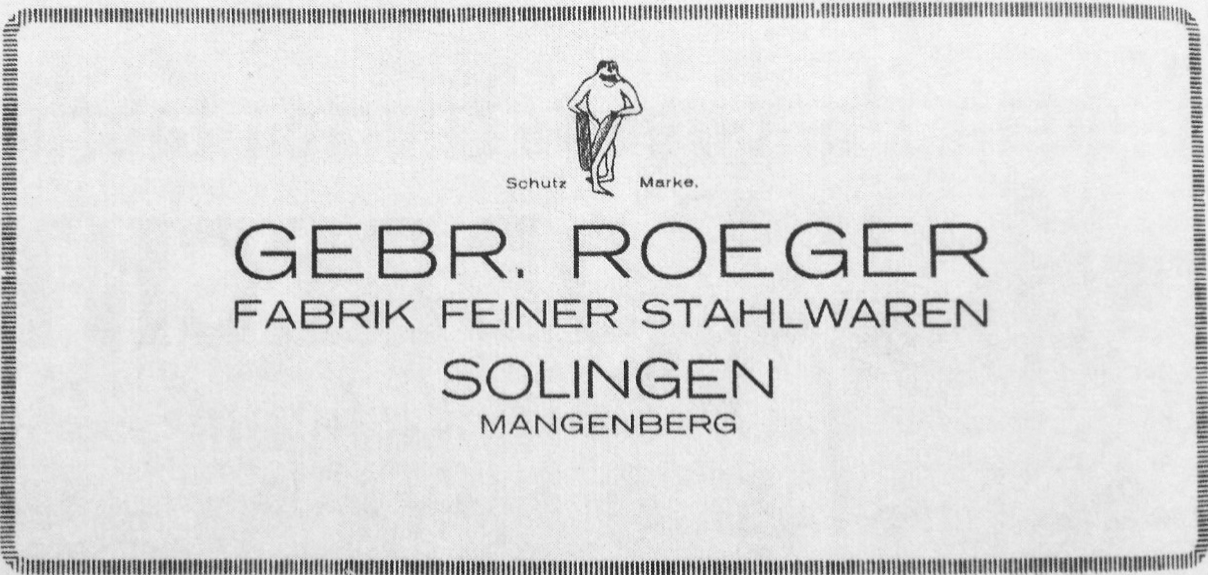 Schutz Marke.
GEBR. ROEGER
FABRIK FEINER STAHLWAREN
SOLINGEN
MANGENBERG